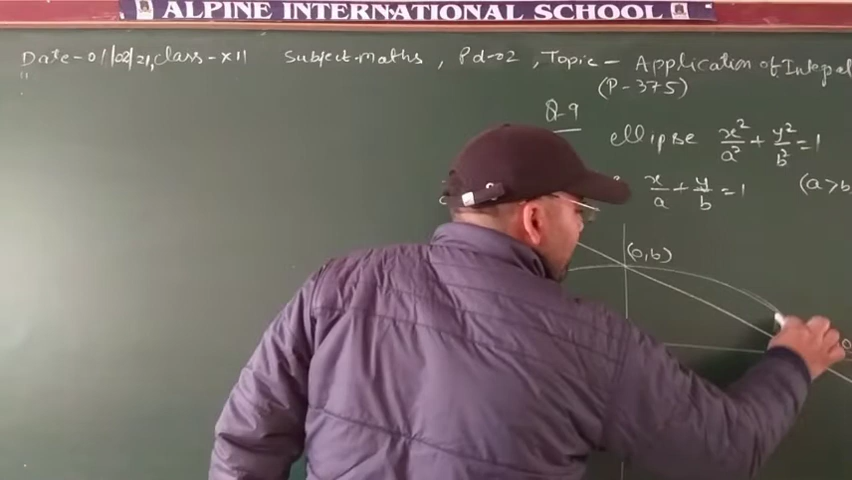 ALPINE INTERNATIONAL SCHOOL
Date-01/02/21, class-XII Subject-maths, Pd-02, Topic- Application of Integral
(P-375)
Q-9
ellipse x²/a² + y²/b² = 1
x/a + y/b = 1 (a>b
(0,b)